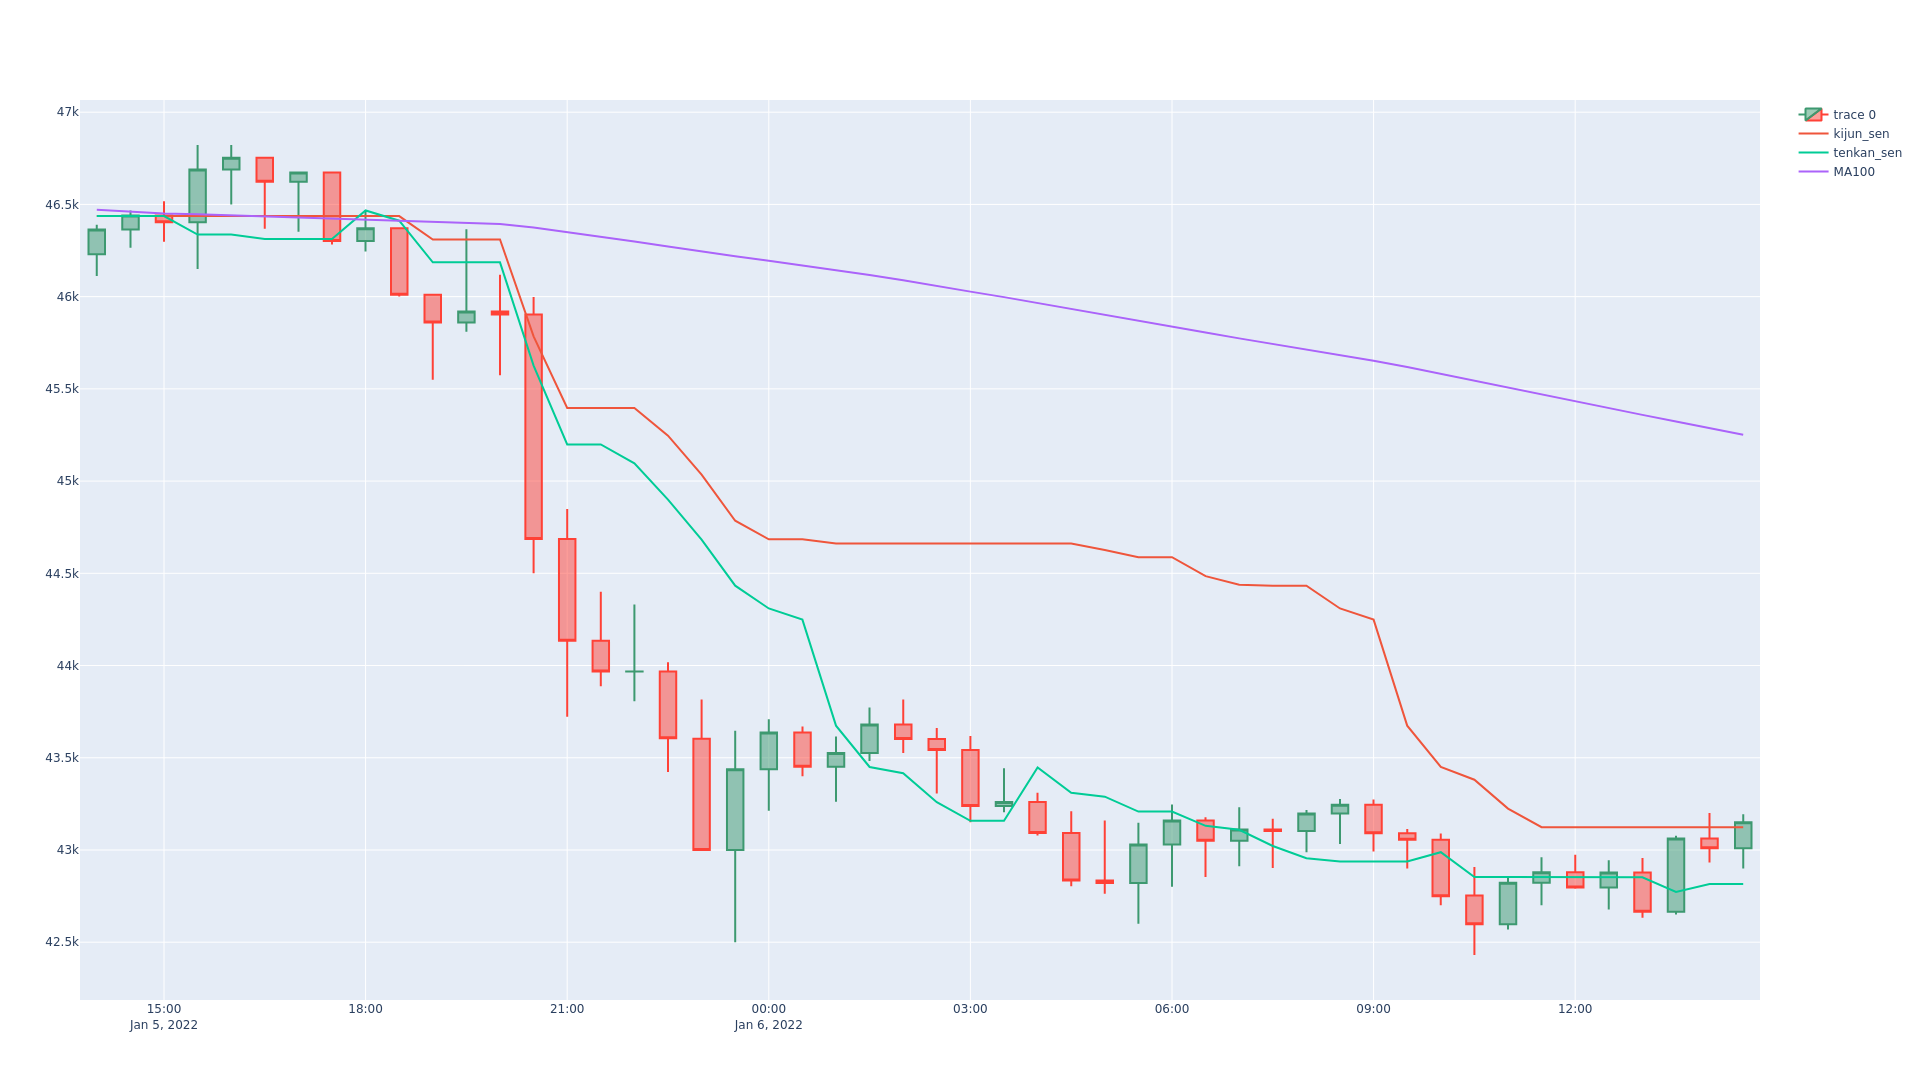 47k
46.5k
46k
45.5k
45k
44.5k
44k
43.5k
43k
42.5k
15:00
Jan 5, 2022
18:00
21:00
00:00
Jan 6, 2022
03:00
06:00
09:00
12:00
trace 0
kijun_sen
tenkan_sen
MA100